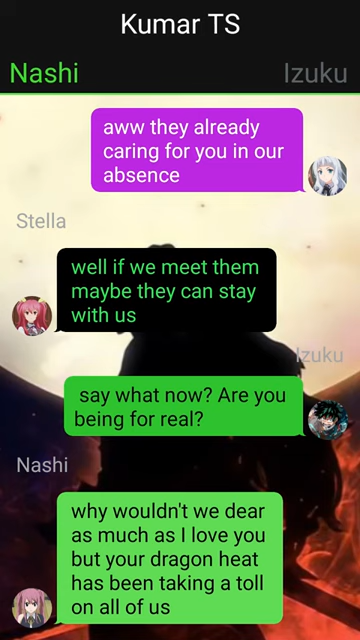 Kumar TS
Nashi Izuku
aww they already
caring for you in our
absence
Stella
well if we meet them
maybe they can stay
with us
Izuku
say what now? Are you
being for real?
Nashi
why wouldn't we dear
as much as I love you
but your dragon heat
has been taking a toll
on all of us